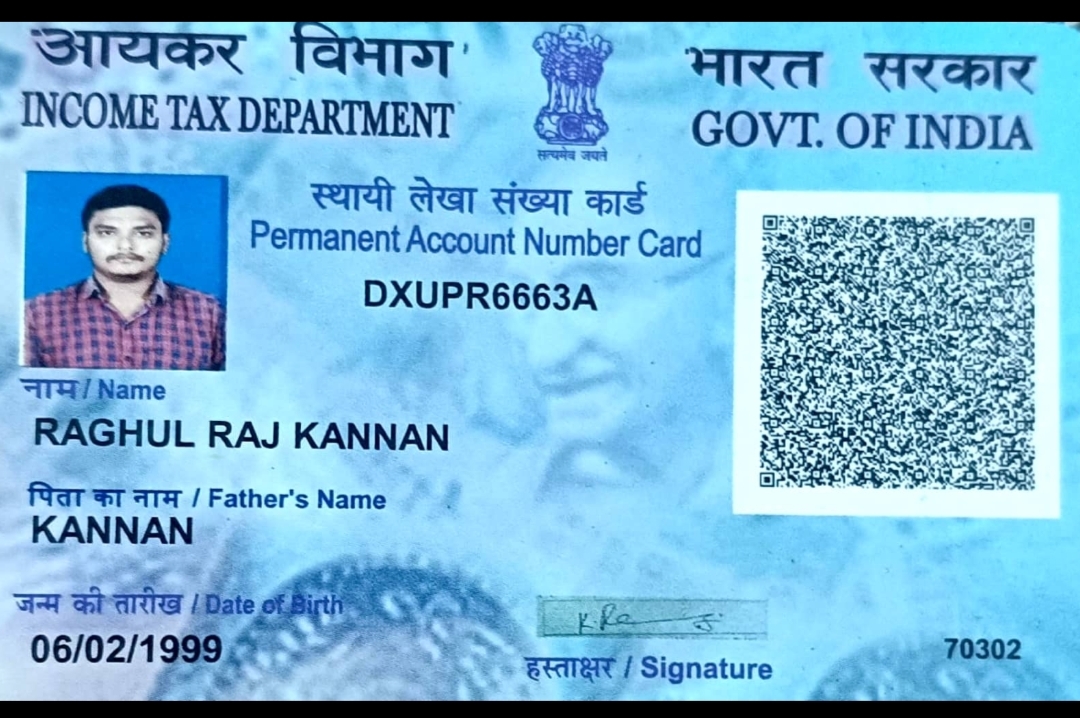 आयकर विभाग
INCOME TAX DEPARTMENT
सत्यमेव जयते
भारत सरकार
GOVT. OF INDIA
स्थायी लेखा संख्या कार्ड
Permanent Account Number Card
DXUPR6663A
नाम / Name
RAGHUL RAJ KANNAN
पिता का नाम / Father's Name
KANNAN
जन्म की तारीख / Date of Birth
06/02/1999
हस्ताक्षर / Signature
70302